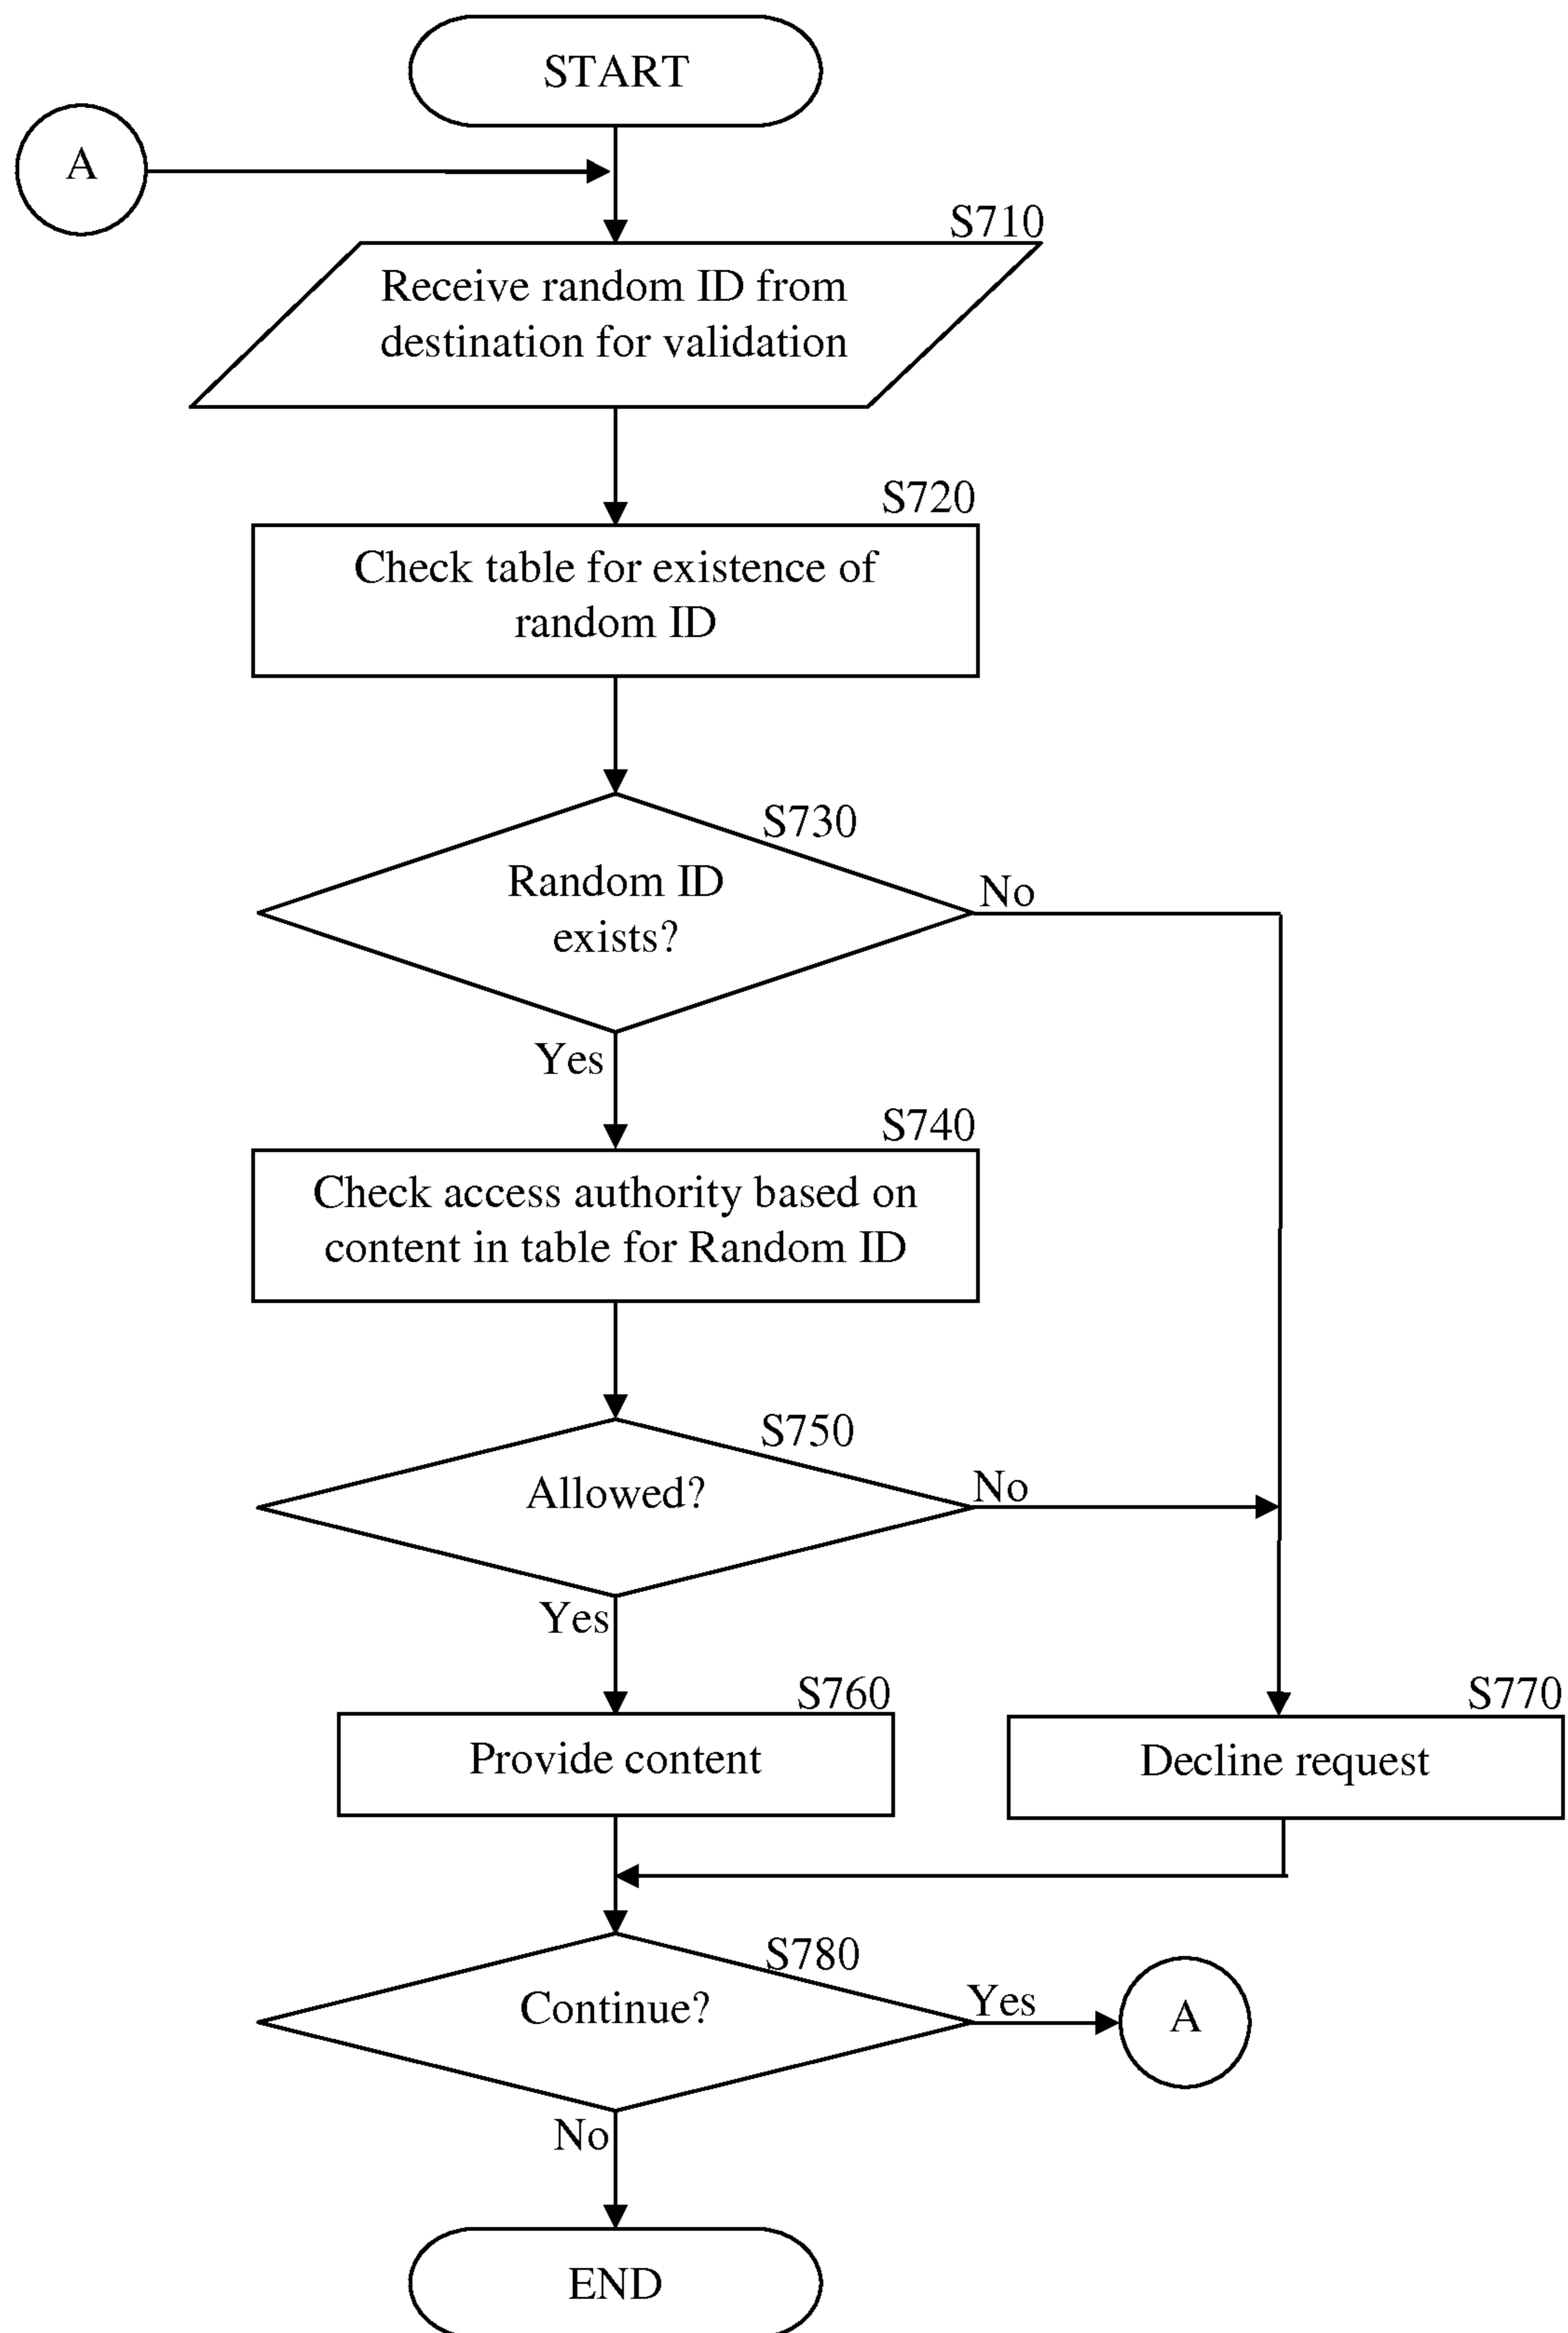 START
A
S710
Receive random ID from
destination for validation
S720
Check table for existence of
random ID
S730
Random ID
exists?
No
Yes
S740
Check access authority based on
content in table for Random ID
S750
Allowed?
No
Yes
S760
Provide content
S770
Decline request
S780
Continue?
Yes
A
No
END